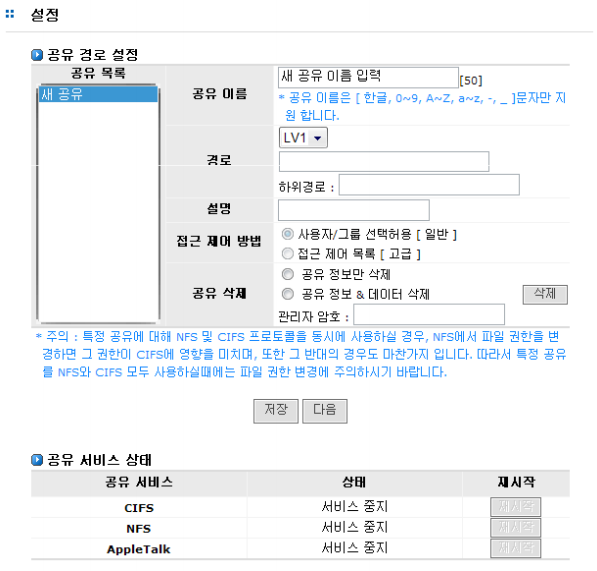 설정
공유 경로 설정
공유 목록
새 공유
공유 이름
새 공유 이름 입력
[50]
* 공유 이름은 [ 한글, 0~9, A~Z, a~z, -, _ ]문자만 지
원 합니다.
경로
LV1
하위경로 :
설명
접근 제어 방법
사용자/그룹 선택허용 [ 일반 ]
접근 제어 목록 [ 고급 ]
공유 삭제
공유 정보만 삭제
공유 정보 & 데이터 삭제
삭제
관리자 암호 :
* 주의 : 특정 공유에 대해 NFS 및 CIFS 프로토콜을 동시에 사용하실 경우, NFS에서 파일 권한을 변
경하면 그 권한이 CIFS에 영향을 미치며, 또한 그 반대의 경우도 마찬가지 입니다. 따라서 특정 공유
를 NFS와 CIFS 모두 사용하실때에는 파일 권한 변경에 주의하시기 바랍니다.
저장 다음
공유 서비스 상태
공유 서비스 상태 재시작
CIFS 서비스 중지 재시작
NFS 서비스 중지 재시작
AppleTalk 서비스 중지 재시작